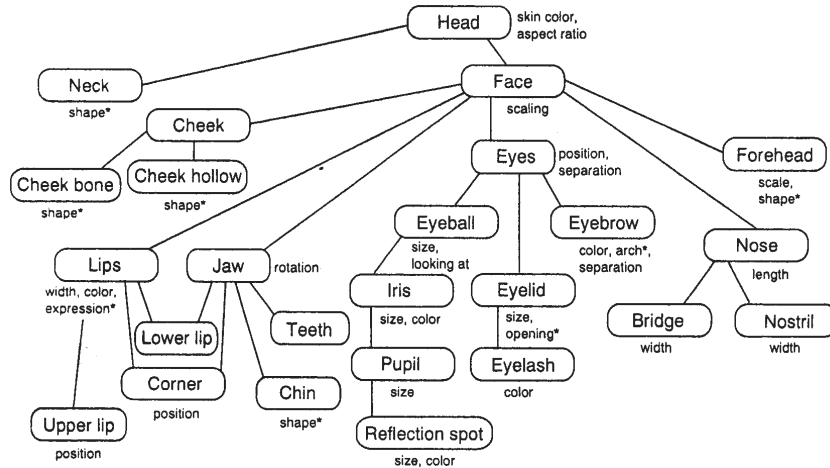 Head
skin color,
aspect ratio
Neck
shape*
Face
scaling
Cheek
Cheek bone
shape*
Cheek hollow
shape*
Eyes
position,
separation
Forehead
scale,
shape*
Eyeball
size,
looking at
Eyebrow
color, arch*,
separation
Nose
length
Lips
width, color,
expression*
Jaw
rotation
Iris
size, color
Eyelid
size,
opening*
Bridge
width
Nostril
width
Lower lip
Teeth
Corner
position
Chin
shape*
Pupil
size
Eyelash
color
Upper lip
position
Reflection spot
size, color